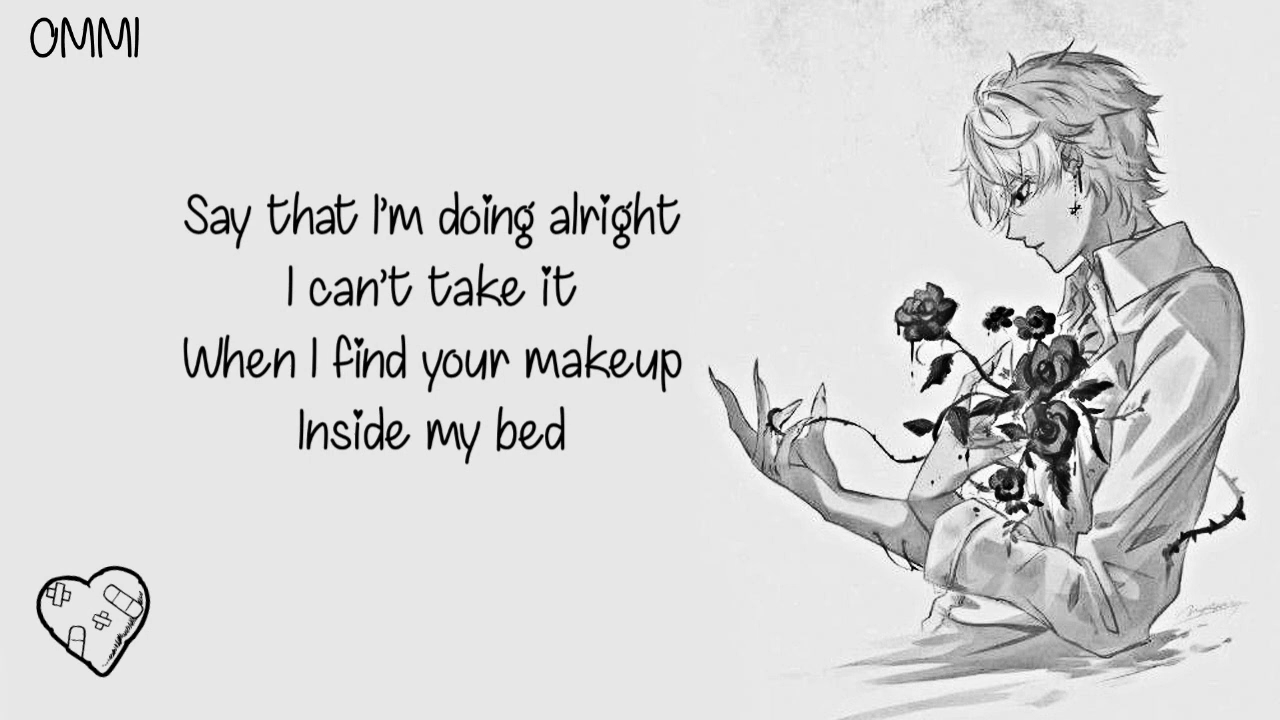 OMMI
Say that I'm doing alright
I can't take it
When I find your makeup
Inside my bed